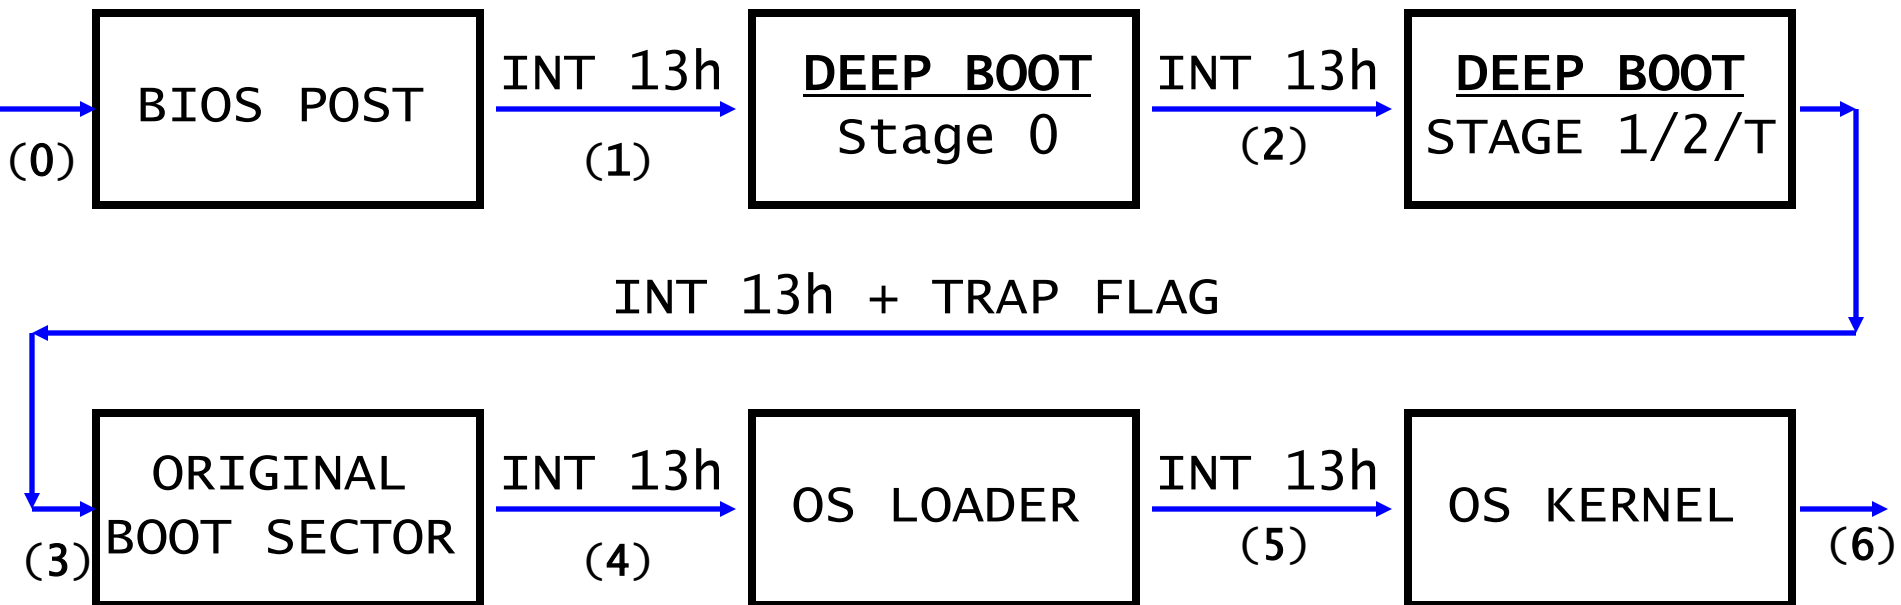 BIOS POST
(0)
INT 13h
(1)
DEEP BOOT
Stage 0
INT 13h
(2)
DEEP BOOT
STAGE 1/2/T
INT 13h + TRAP FLAG
(3)
ORIGINAL
BOOT SECTOR
INT 13h
(4)
OS LOADER
INT 13h
(5)
OS KERNEL
(6)